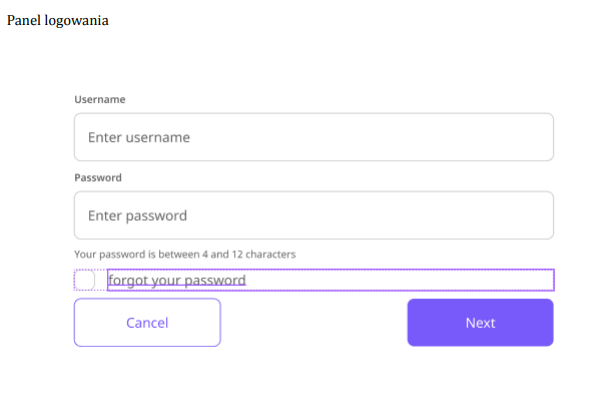 Panel logowania
Username
Enter username
Password
Enter password
Your password is between 4 and 12 characters
forgot your password
Cancel Next